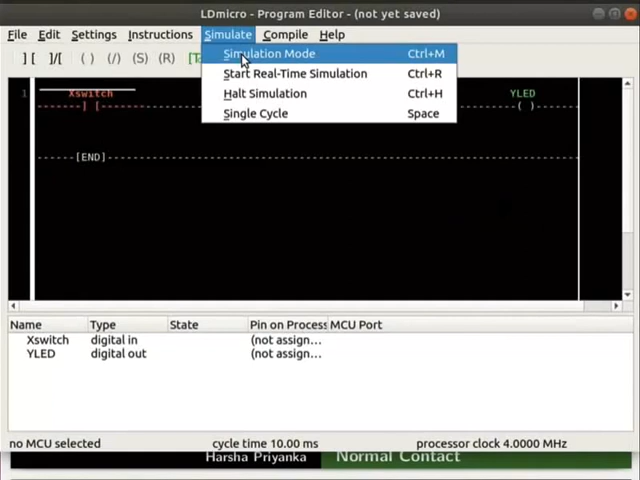 LDmicro - Program Editor - (not yet saved)
File Edit Settings Instructions Simulate Compile Help
] [ ]/[ ( ) (/) (S) (R)
Simulation Mode Ctrl+M
Start Real-Time Simulation Ctrl+R
Halt Simulation Ctrl+H
Single Cycle Space
1 Xswitch YLED
------] [------ ------( )------
------[END]------
Name Type State Pin on Process MCU Port
Xswitch digital in (not assign...
YLED digital out (not assign...
no MCU selected cycle time 10.00 ms processor clock 4.0000 MHz
Harsha Priyanka Normal Contact